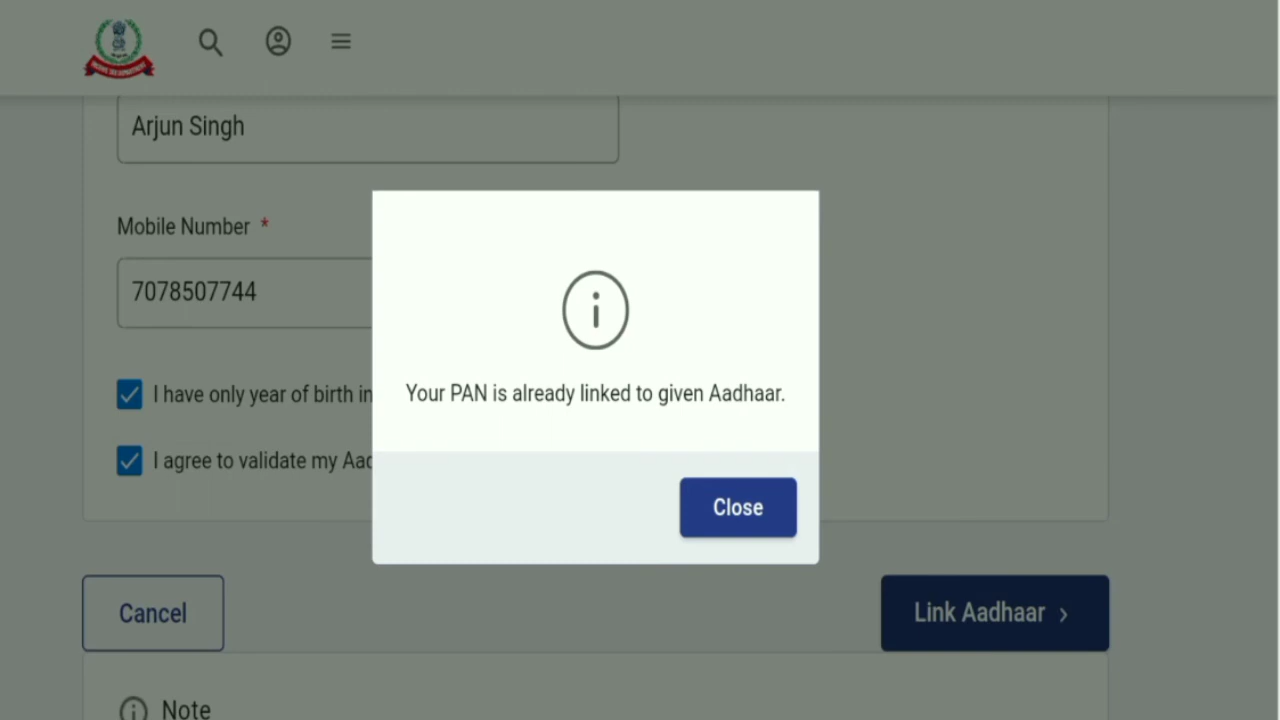 Arjun Singh
Mobile Number *
7078507744
I have only year of birth in
I agree to validate my Aad
Your PAN is already linked to given Aadhaar.
Close
Cancel
Link Aadhaar ›
Note